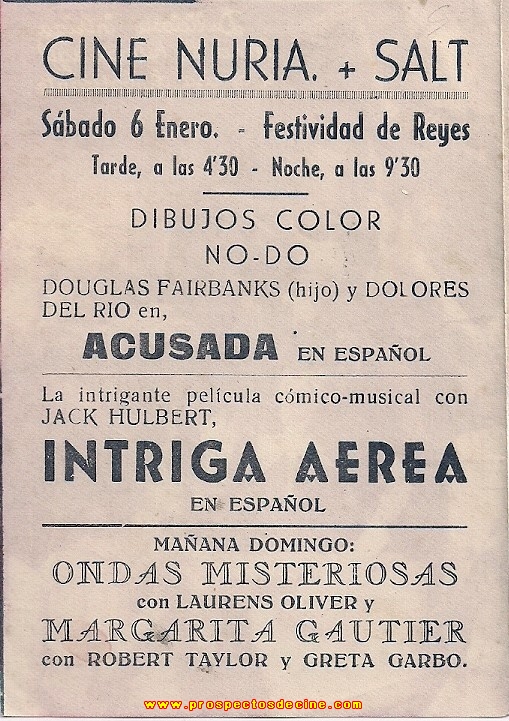 CINE NURIA. + SALT
Sábado 6 Enero. - Festividad de Reyes
Tarde, a las 4'30 - Noche, a las 9'30
DIBUJOS COLOR
NO-DO
DOUGLAS FAIRBANKS (hijo) y DOLORES
DEL RIO en,
ACUSADA EN ESPAÑOL
La intrigante película cómico-musical con
JACK HULBERT,
INTRIGA AEREA
EN ESPAÑOL
MAÑANA DOMINGO:
ONDAS MISTERIOSAS
con LAURENS OLIVER y
MARGARITA GAUTIER
con ROBERT TAYLOR y GRETA GARBO.
www.prospectosdecine.com